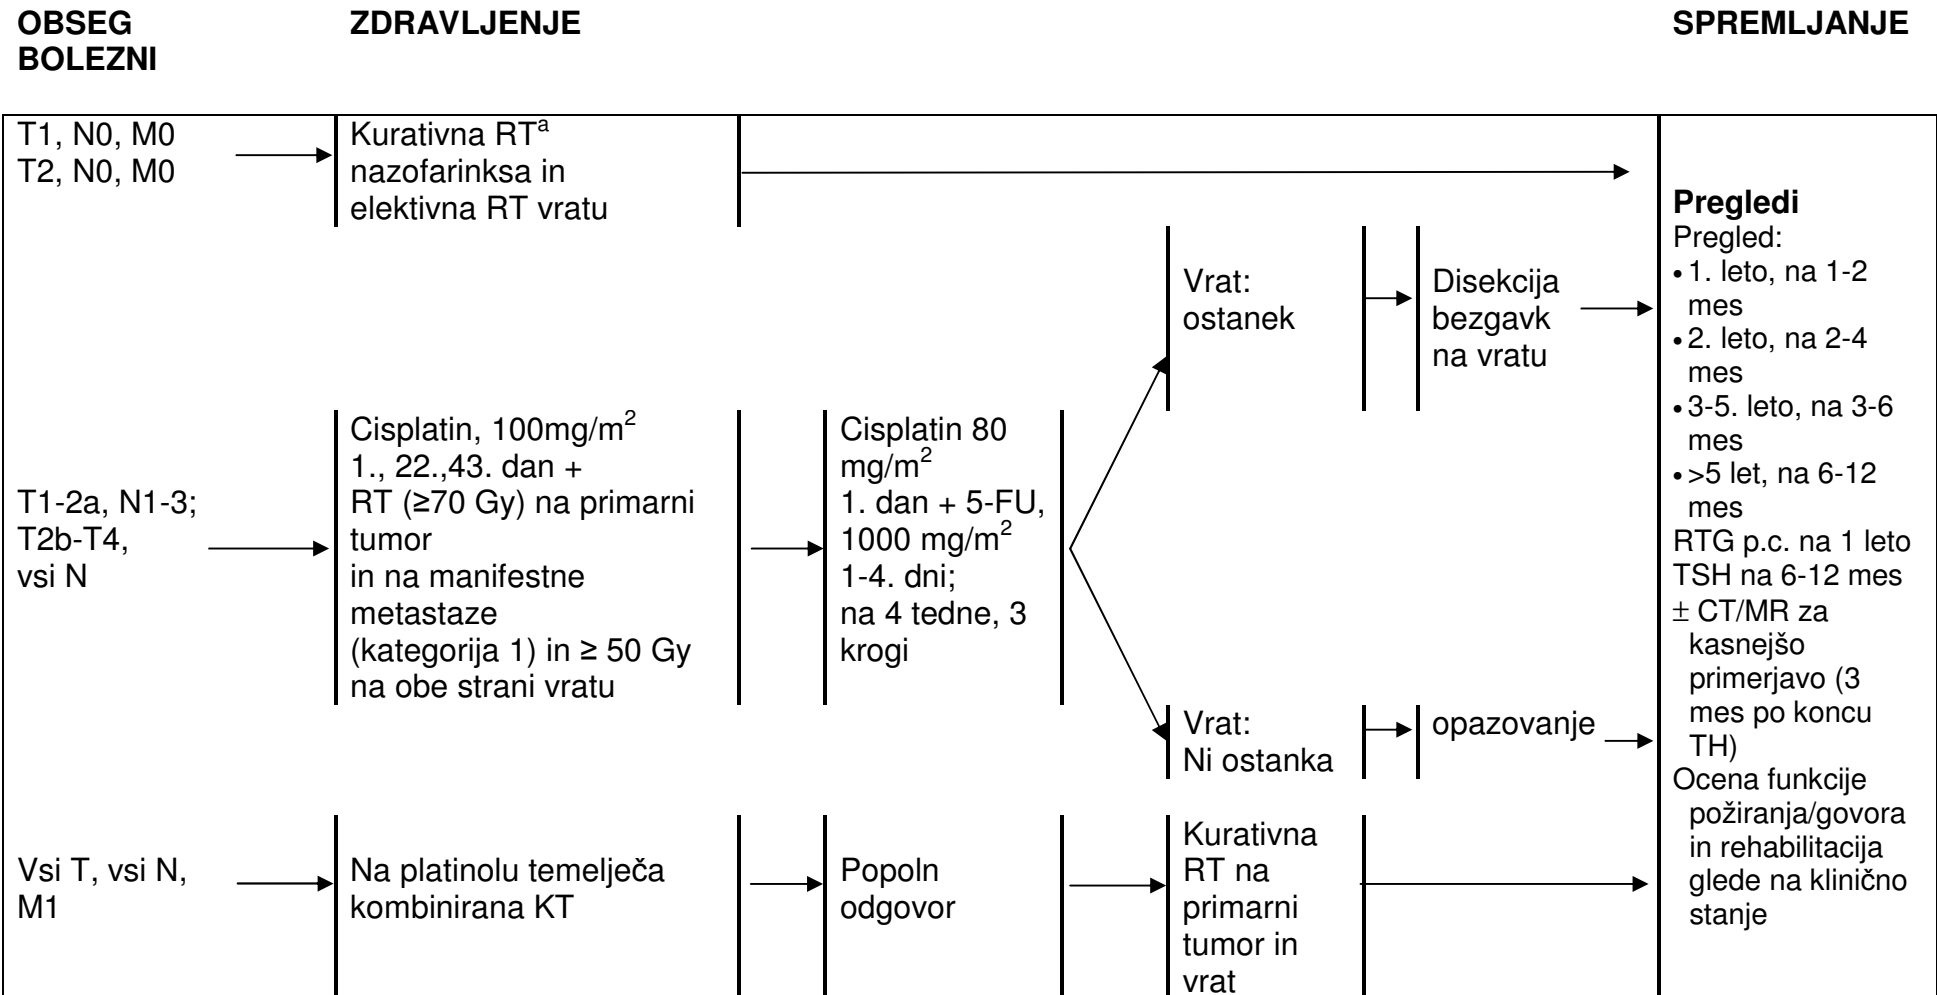 OBSEG
BOLEZNI
ZDRAVLJENJE
SPREMLJANJE
T1, N0, M0
T2, N0, M0
Kurativna RTᵃ
nazofarinksa in
elektivna RT vratu
T1-2a, N1-3;
T2b-T4,
vsi N
Cisplatin, 100mg/m²
1., 22.,43. dan +
RT (≥70 Gy) na primarni
tumor
in na manifestne
metastaze
(kategorija 1) in ≥ 50 Gy
na obe strani vratu
Cisplatin 80
mg/m²
1. dan + 5-FU,
1000 mg/m²
1-4. dni;
na 4 tedne, 3
krogi
Vrat:
ostanek
Disekcija
bezgavk
na vratu
Vrat:
Ni ostanka
opazovanje
Vsi T, vsi N,
M1
Na platinolu temelječa
kombinirana KT
Popoln
odgovor
Kurativna
RT na
primarni
tumor in
vrat
Pregledi
Pregled:
• 1. leto, na 1-2
mes
• 2. leto, na 2-4
mes
• 3-5. leto, na 3-6
mes
• >5 let, na 6-12
mes
RTG p.c. na 1 leto
TSH na 6-12 mes
± CT/MR za
kasnejšo
primerjavo (3
mes po koncu
TH)
Ocena funkcije
požiranja/govora
in rehabilitacija
glede na klinično
stanje